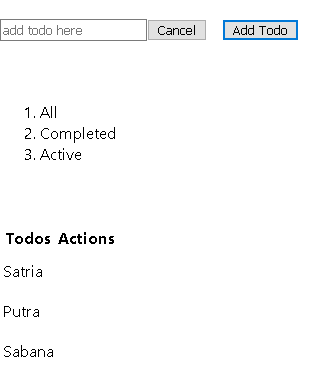 add todo here Cancel Add Todo
1. All
2. Completed
3. Active
Todos Actions
Satria
Putra
Sabana